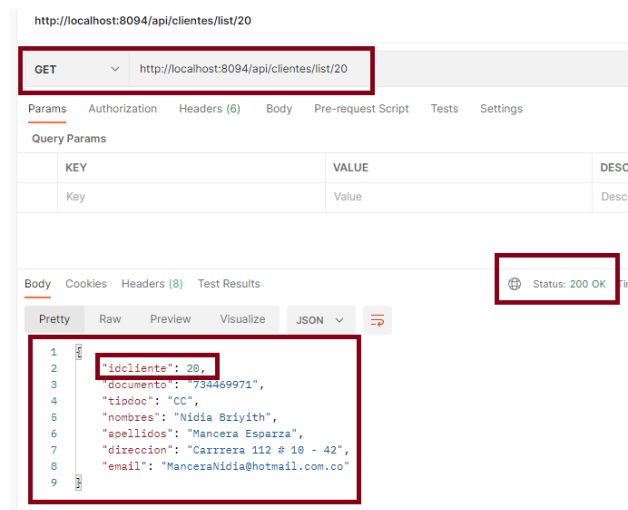 http://localhost:8094/api/clientes/list/20
GET http://localhost:8094/api/clientes/list/20
Params Authorization Headers (6) Body Pre-request Script Tests Settings
Query Params
KEY VALUE DESC
Key Value Desc
Body Cookies Headers (8) Test Results Status: 200 OK
Pretty Raw Preview Visualize JSON
1 {
2 "idcliente": 20,
3 "documento": "734469971",
4 "tipdoc": "CC",
5 "nombres": "Nidia Briyith",
6 "apellidos": "Mancera Esparza",
7 "direccion": "Carrrera 112 # 10 - 42",
8 "email": "ManceraNidia@hotmail.com.co"
9 }